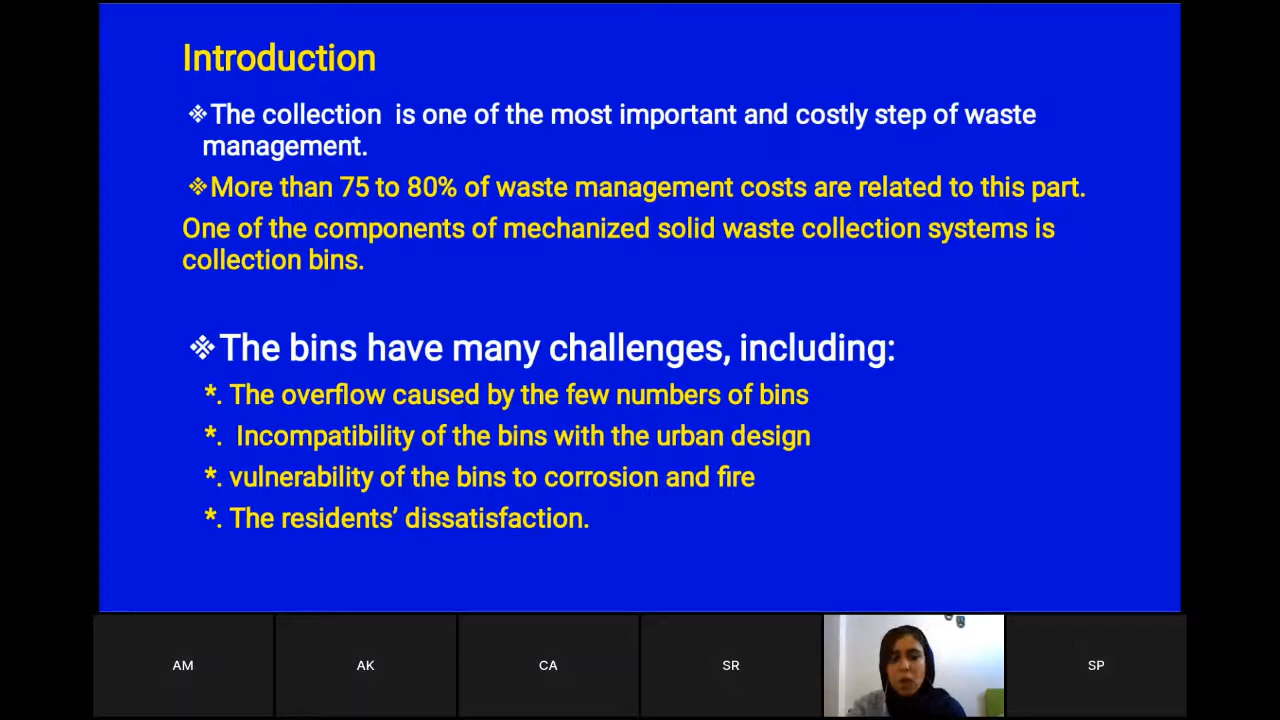 Introduction
❖The collection  is one of the most important and costly step of waste
management.
❖More than 75 to 80% of waste management costs are related to this part.
One of the components of mechanized solid waste collection systems is
collection bins.
❖The bins have many challenges, including:
*. The overflow caused by the few numbers of bins
*.  Incompatibility of the bins with the urban design
*. vulnerability of the bins to corrosion and fire
*. The residents’ dissatisfaction.
AM
AK
CA
SR
SP